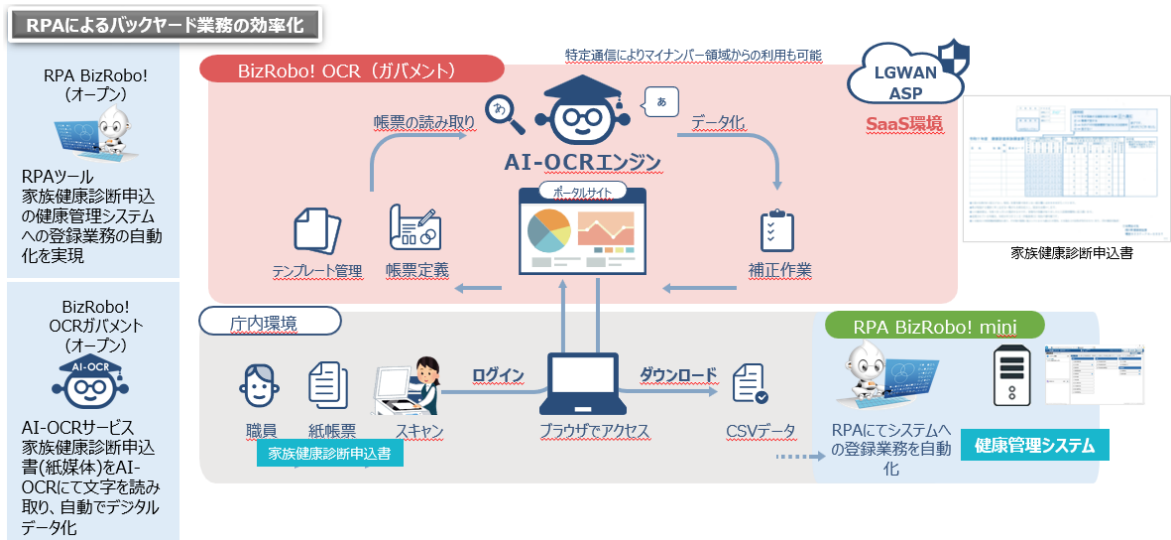 RPAによるバックヤード業務の効率化
RPA BizRobo!
(オープン)
RPAツール
家族健康診断申込
の健康管理システム
への登録業務の自動
化を実現
BizRobo!
OCRガバメント
(オープン)
AI-OCR
AI-OCRサービス
家族健康診断申込
書(紙媒体)をAI-
OCRにて文字を読み
取り、自動でデジタル
データ化
BizRobo! OCR（ガバメント）
特定通信によりマイナンバー領域からの利用も可能
LGWAN
ASP
SaaS環境
帳票の読み取り
あ
あ
データ化
AI-OCRエンジン
ポータルサイト
テンプレート管理
帳票定義
補正作業
家族健康診断申込書
庁内環境
職員
紙帳票
スキャン
家族健康診断申込書
ログイン
ブラウザでアクセス
ダウンロード
CSVデータ
RPA BizRobo! mini
RPAにてシステムへ
の登録業務を自動
化
健康管理システム